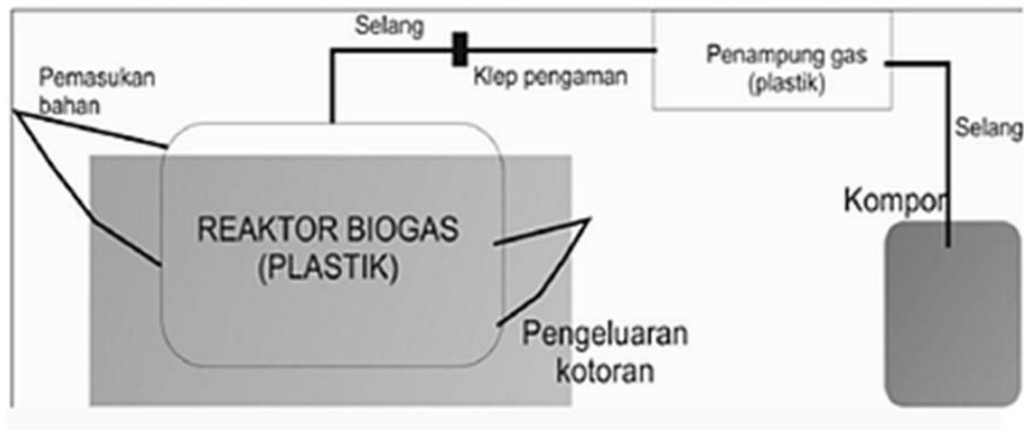 Selang
Pemasukan
bahan
Klep pengaman
Penampung gas
(plastik)
Selang
Kompor
REAKTOR BIOGAS
(PLASTIK)
Pengeluaran
kotoran